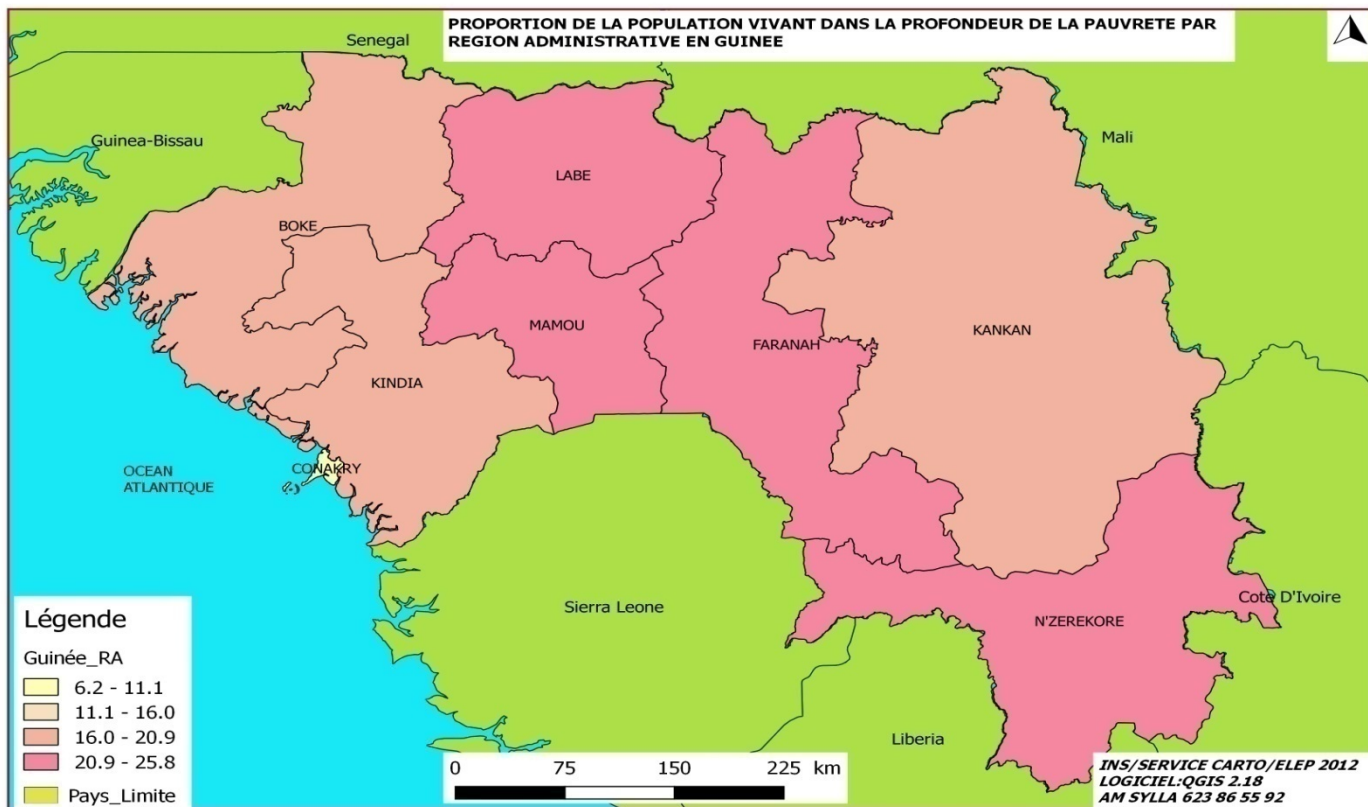 PROPORTION DE LA POPULATION VIVANT DANS LA PROFONDEUR DE LA PAUVRETE PAR
REGION ADMINISTRATIVE EN GUINEE
Senegal
Guinea-Bissau
Mali
LABE
BOKE
MAMOU
FARANAH
KANKAN
KINDIA
CONAKRY
OCEAN
ATLANTIQUE
Sierra Leone
Cote D'Ivoire
N'ZEREKORE
Liberia
Légende
Guinée_RA
6.2 - 11.1
11.1 - 16.0
16.0 - 20.9
20.9 - 25.8
Pays_Limite
0 75 150 225 km
INS/SERVICE CARTO/ELEP 2012
LOGICIEL:QGIS 2.18
AM SYLLA 623 86 55 92